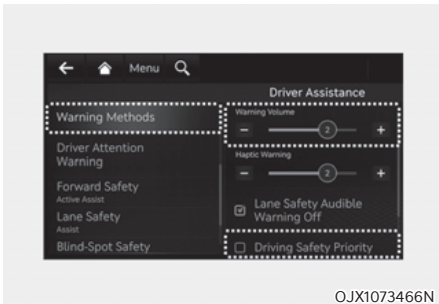 Menu
Driver Assistance
Warning Methods
Driver Attention
Warning
Forward Safety
Active Assist
Lane Safety
Assist
Blind-Spot Safety
Warning Volume
2
Haptic Warning
2
Lane Safety Audible
Warning Off
Driving Safety Priority
OJX1073466N